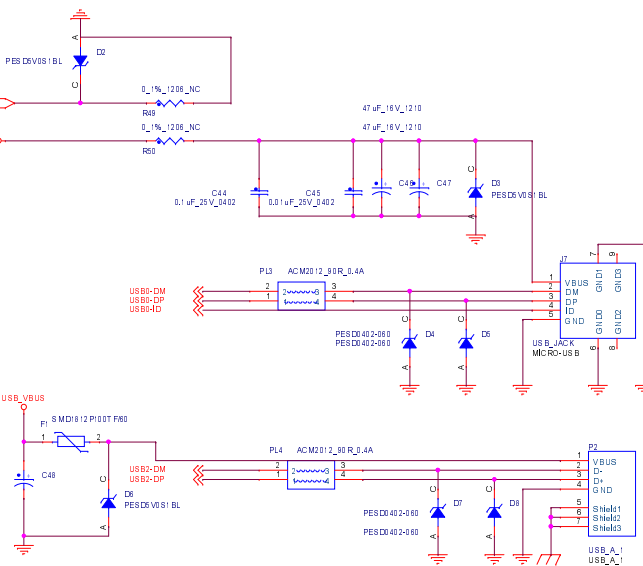 A
D2
PESD5V0S1BL
C
0_1%_1206_NC
R49
47uF_16V_1210
0_1%_1206_NC
47uF_16V_1210
R50
C
C44
C45
C46
C47
D3
0.1uF_25V_0402
0.01uF_25V_0402
PESD5V0S1BL
A
7
9
J7
PL3
ACM2012_90R_0.4A
GND1
GND3
1
VBUS
USB0-DM
2
3
2
DM
USB0-DP
1
4
3
DP
USB0-ID
4
ID
5
GND
GND0
GND2
C
C
PESD0402-060
D4
D5
PESD0402-060
USB_JACK
MICRO-USB
6
8
A
A
USB_VBUS
F1
SMD1812P100TF/60
1
2
PL4
ACM2012_90R_0.4A
P2
1
VBUS
USB2-DM
2
3
2
D-
USB2-DP
1
4
3
D+
4
GND
C48
C
D6
PESD5V0S1BL
A
C
C
PESD0402-060
D7
D8
PESD0402-060
A
A
5
Shield1
6
Shield2
7
Shield3
USB_A_1
USB_A_1